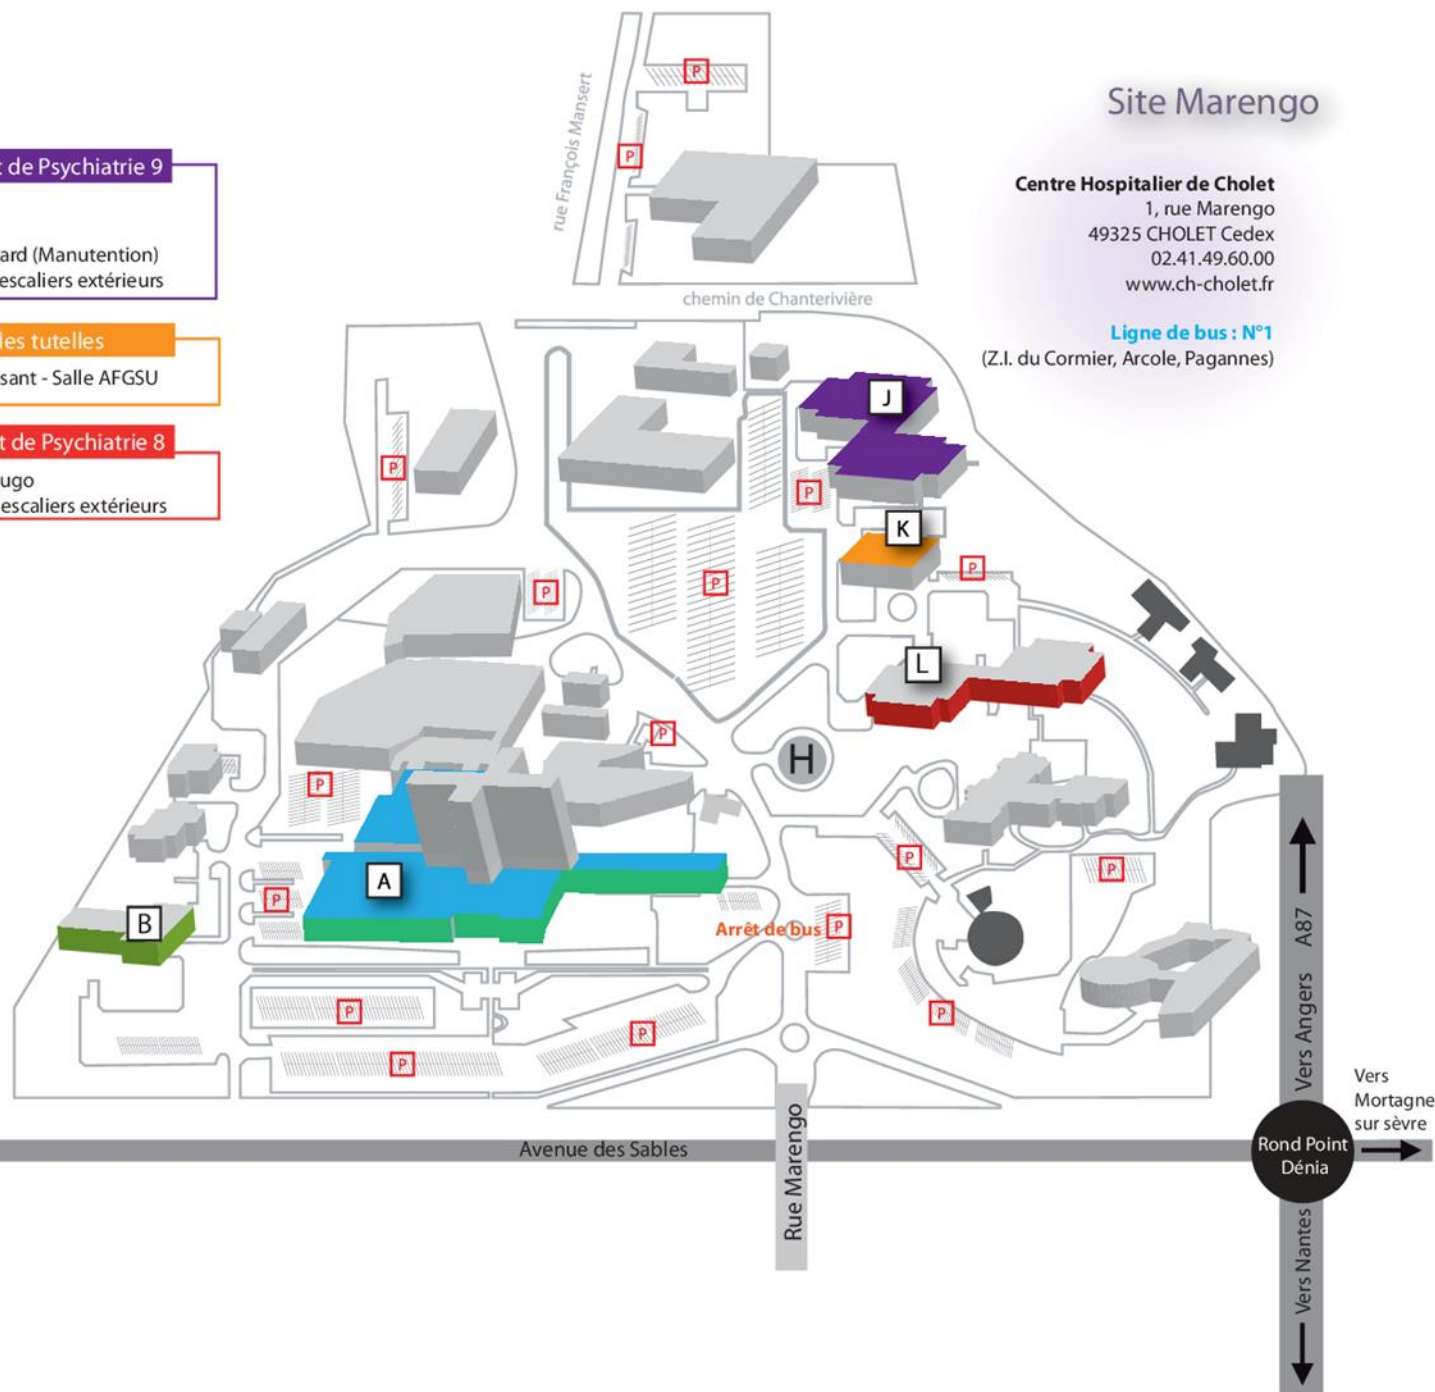 Site Marengo
Centre Hospitalier de Cholet
1, rue Marengo
49325 CHOLET Cedex
02.41.49.60.00
www.ch-cholet.fr
Ligne de bus : N°1
(Z.I. du Cormier, Arcole, Pagannes)
de Psychiatrie 9
ard (Manutention)
escaliers extérieurs
les tutelles
sant - Salle AFGSU
t de Psychiatrie 8
ugo
escaliers extérieurs
rue François Mansert
P
P
chemin de Chanterivière
J
P
P
K
P
P
P
L
P
H
P
P
P
A
P
B
Arrêt de bus
P
P
P
P
P
Avenue des Sables
Rue Marengo
Vers Angers A87
Vers
Mortagne
sur sèvre
Rond Point
Dénia
Vers Nantes